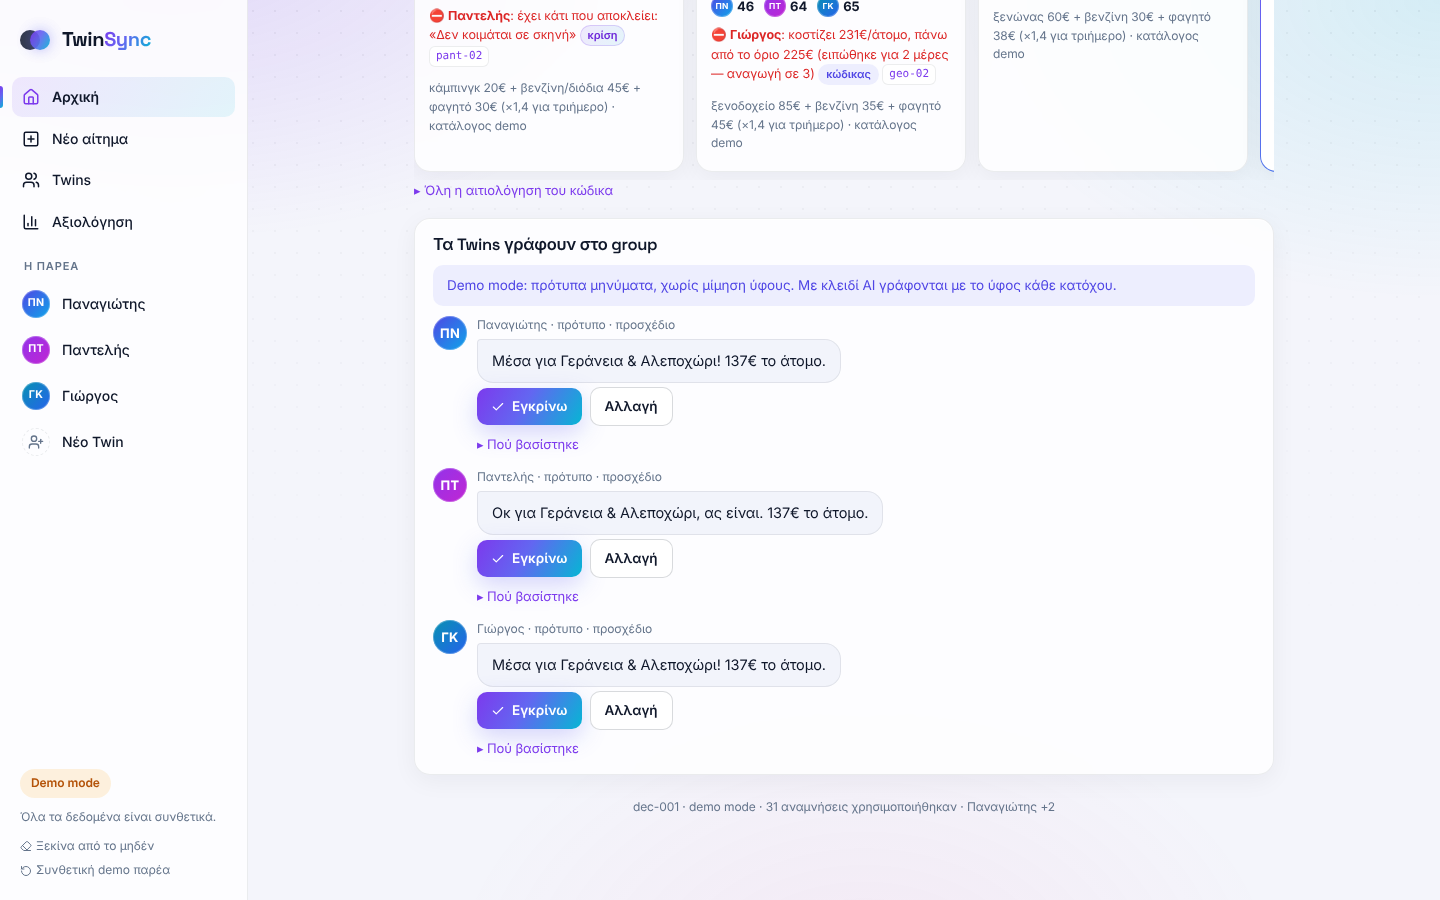 TwinSync
Αρχική
Νέο αίτημα
Twins
Αξιολόγηση
Η ΠΑΡΕΑ
ΠΝ Παναγιώτης
ΠΤ Παντελής
ΓΚ Γιώργος
Νέο Twin
Demo mode
Όλα τα δεδομένα είναι συνθετικά.
Ξεκίνα από το μηδέν
Συνθετική demo παρέα
⛔ Παντελής: έχει κάτι που αποκλείει:
«Δεν κοιμάται σε σκηνή» κρίση
pant-02
κάμπινγκ 20€ + βενζίνη/διόδια 45€ +
φαγητό 30€ (×1,4 για τριήμερο) ·
κατάλογος demo
ΠΝ 46 ΠΤ 64 ΓΚ 65
⛔ Γιώργος: κοστίζει 231€/άτομο, πάνω
από το όριο 225€ (ειπώθηκε για 2 μέρες
— αναγωγή σε 3) κώδικας geo-02
ξενοδοχείο 85€ + βενζίνη 35€ + φαγητό
45€ (×1,4 για τριήμερο) · κατάλογος
demo
ξενώνας 60€ + βενζίνη 30€ + φαγητό
38€ (×1,4 για τριήμερο) · κατάλογος
demo
▸ Όλη η αιτιολόγηση του κώδικα
Τα Twins γράφουν στο group
Demo mode: πρότυπα μηνύματα, χωρίς μίμηση ύφους. Με κλειδί AI γράφονται με το ύφος κάθε κατόχου.
ΠΝ Παναγιώτης · πρότυπο · προσχέδιο
Μέσα για Γεράνεια & Αλεποχώρι! 137€ το άτομο.
✓ Εγκρίνω Αλλαγή
▸ Πού βασίστηκε
ΠΤ Παντελής · πρότυπο · προσχέδιο
Οκ για Γεράνεια & Αλεποχώρι, ας είναι. 137€ το άτομο.
✓ Εγκρίνω Αλλαγή
▸ Πού βασίστηκε
ΓΚ Γιώργος · πρότυπο · προσχέδιο
Μέσα για Γεράνεια & Αλεποχώρι! 137€ το άτομο.
✓ Εγκρίνω Αλλαγή
▸ Πού βασίστηκε
dec-001 · demo mode · 31 αναμνήσεις χρησιμοποιήθηκαν · Παναγιώτης +2